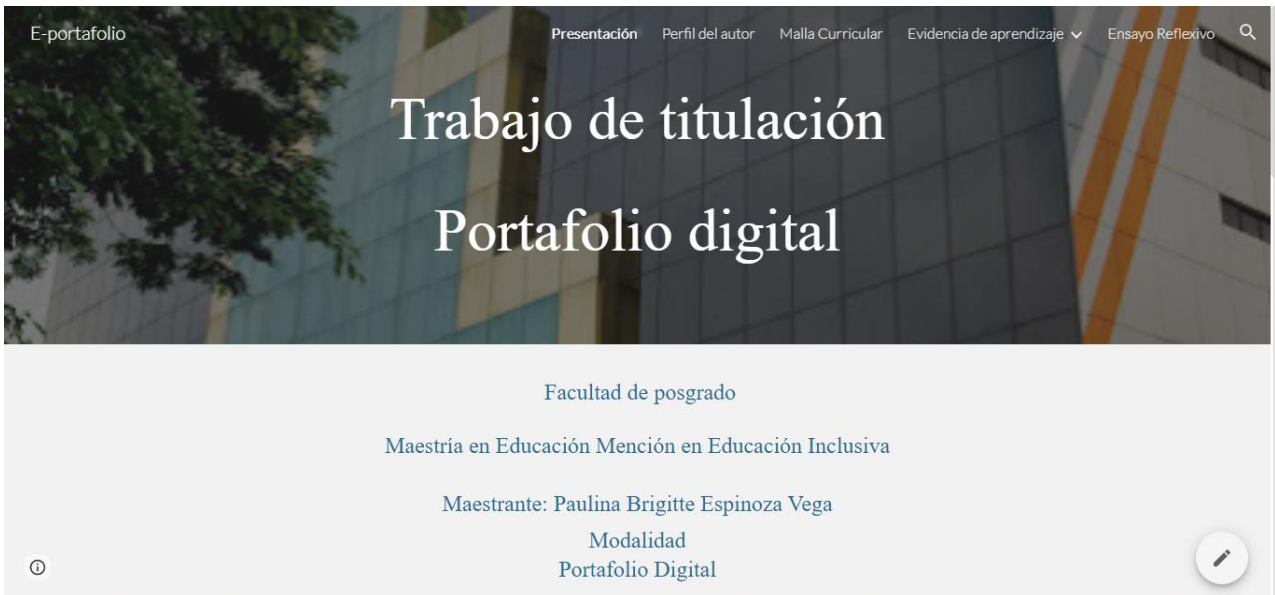 E-portafolio
Presentación Perfil del autor Malla Curricular Evidencia de aprendizaje Ensayo Reflexivo
Trabajo de titulación
Portafolio digital
Facultad de posgrado
Maestría en Educación Mención en Educación Inclusiva
Maestrante: Paulina Brigitte Espinoza Vega
Modalidad
Portafolio Digital